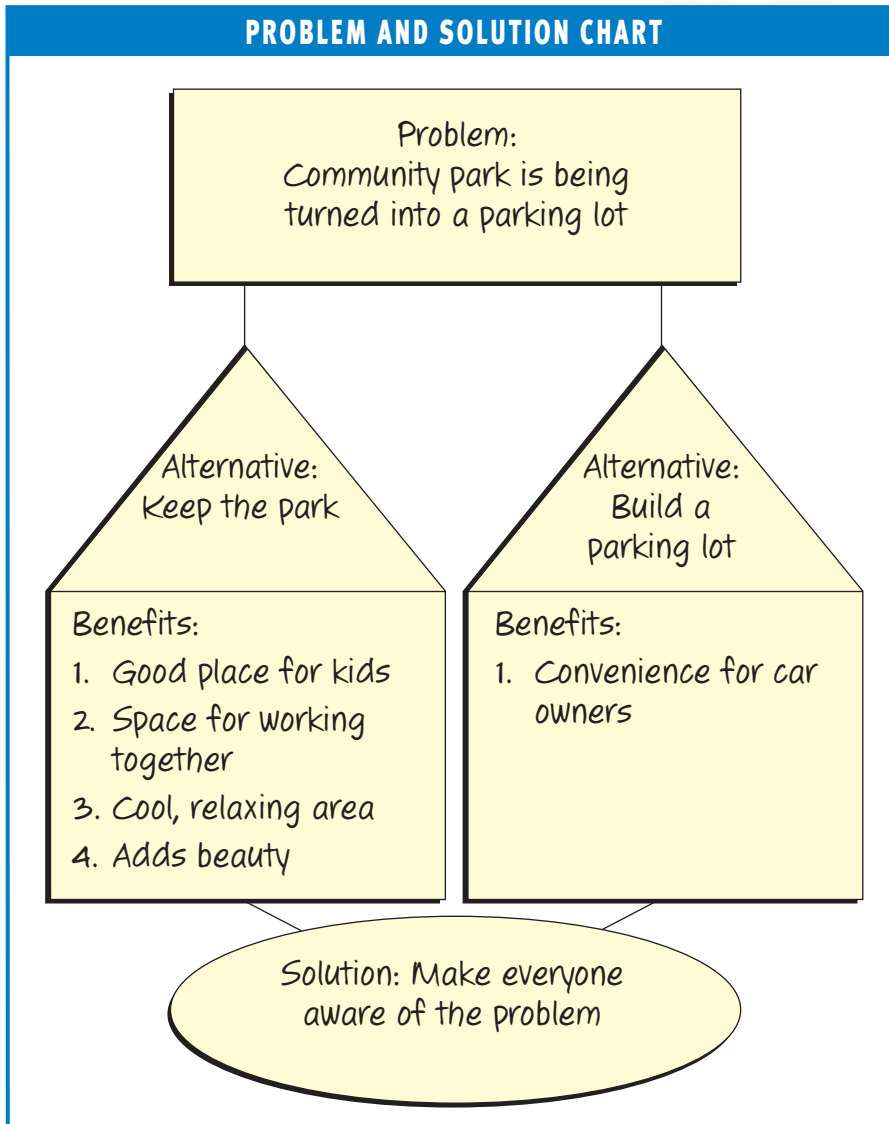 PROBLEM AND SOLUTION CHART
Problem:
Community park is being
turned into a parking lot
Alternative:
Keep the park
Benefits:
1. Good place for kids
2. Space for working
together
3. Cool, relaxing area
4. Adds beauty
Alternative:
Build a
parking lot
Benefits:
1. Convenience for car
owners
Solution: Make everyone
aware of the problem